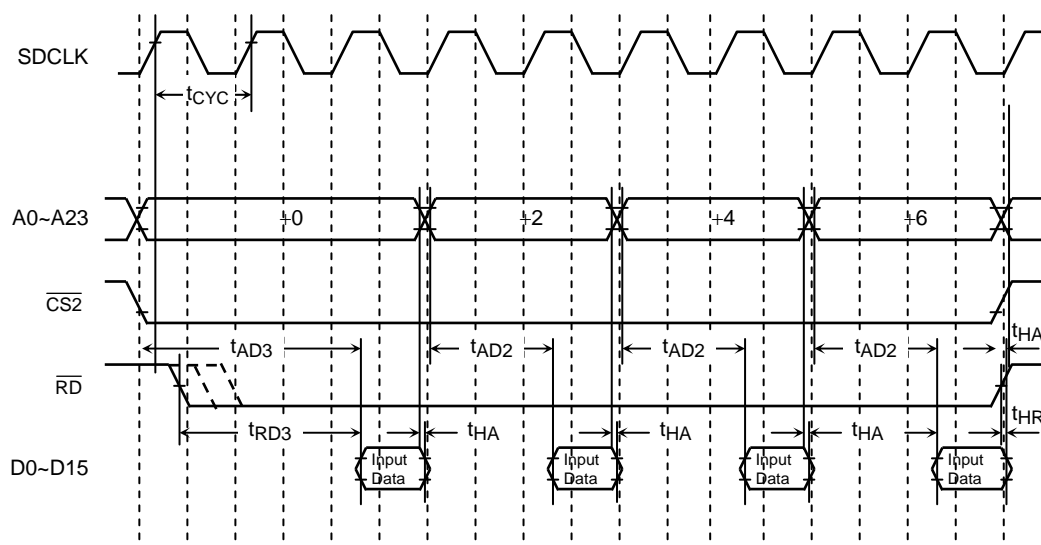 SDCLK
tCYC
A0~A23
+0
+2
+4
+6
CS2
tAD3
tAD2
tAD2
tAD2
tHA
RD
tRD3
tHA
tHA
tHA
tHR
D0~D15
Input
Data
Input
Data
Input
Data
Input
Data